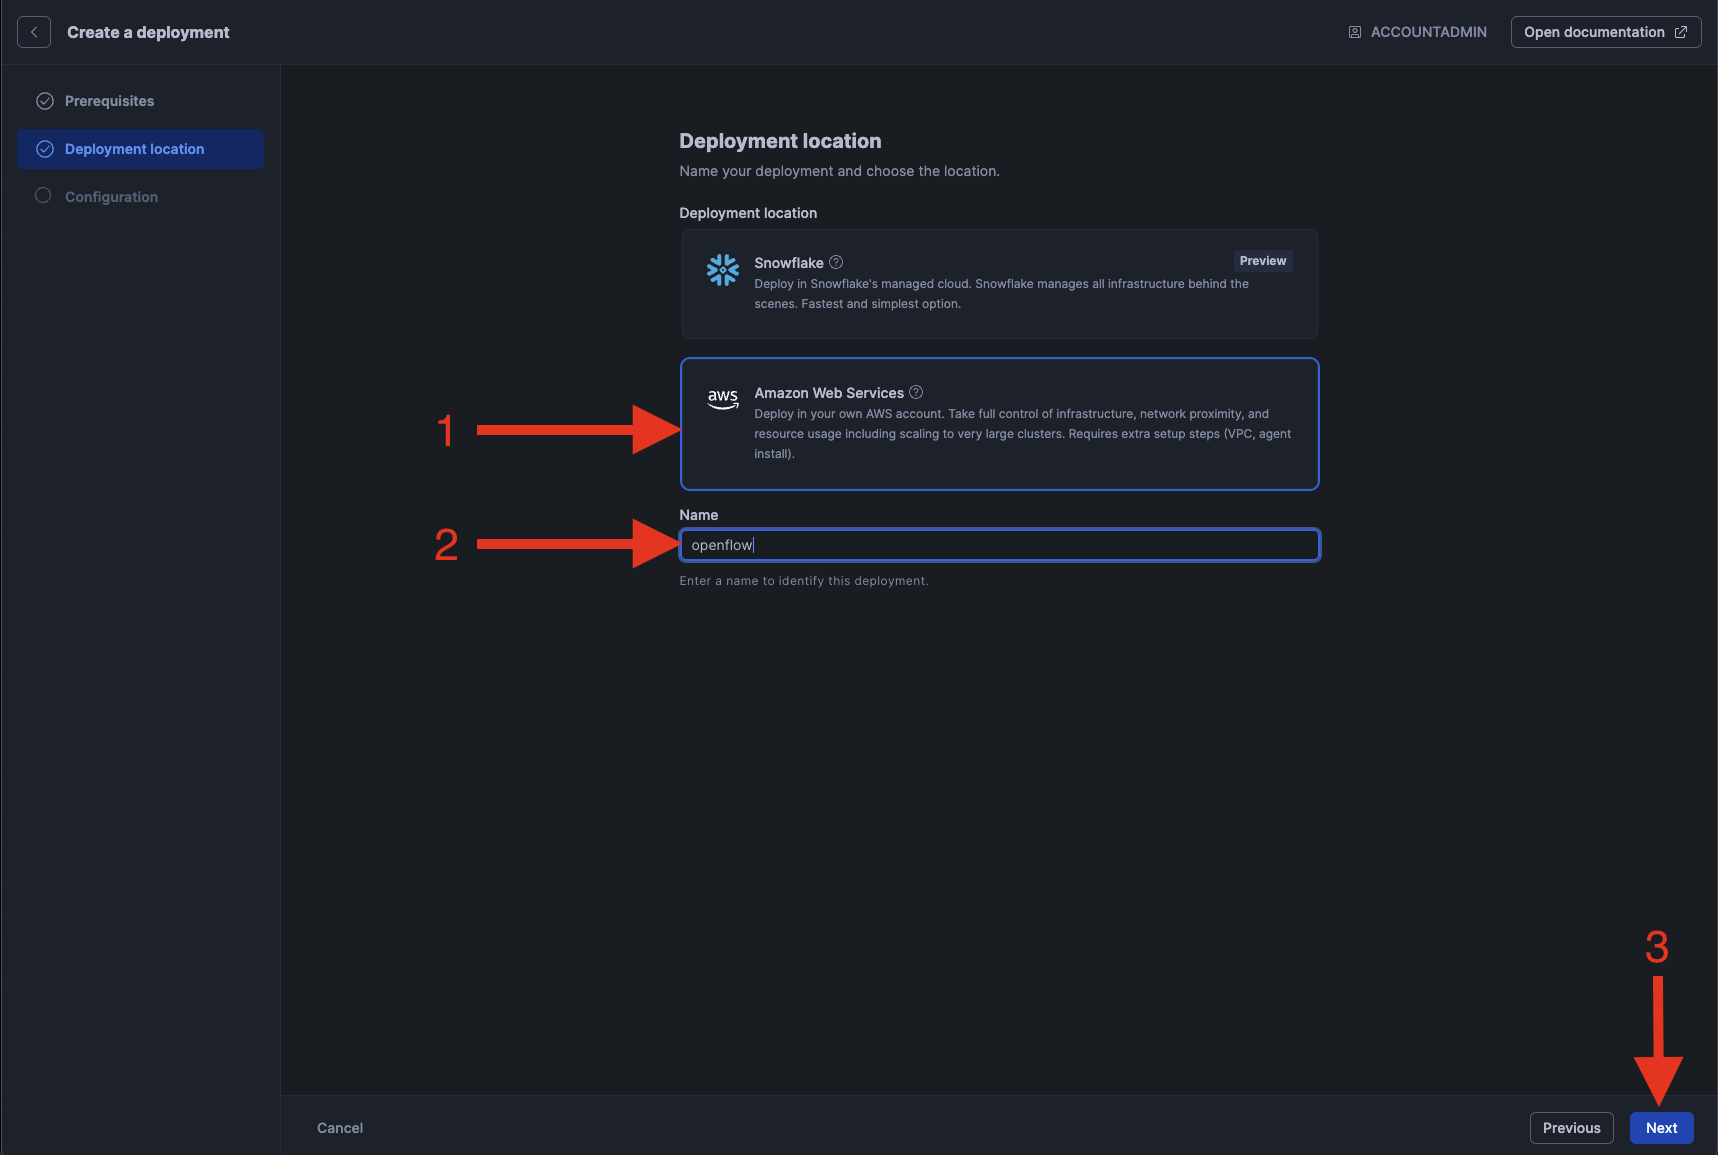 Create a deployment
ACCOUNTADMIN
Open documentation
Prerequisites
Deployment location
Configuration
Deployment location
Name your deployment and choose the location.
Deployment location
Snowflake
Preview
Deploy in Snowflake's managed cloud. Snowflake manages all infrastructure behind the
scenes. Fastest and simplest option.
aws
Amazon Web Services
Deploy in your own AWS account. Take full control of infrastructure, network proximity, and
resource usage including scaling to very large clusters. Requires extra setup steps (VPC, agent
install).
1
Name
2
openflow
Enter a name to identify this deployment.
3
Cancel
Previous
Next